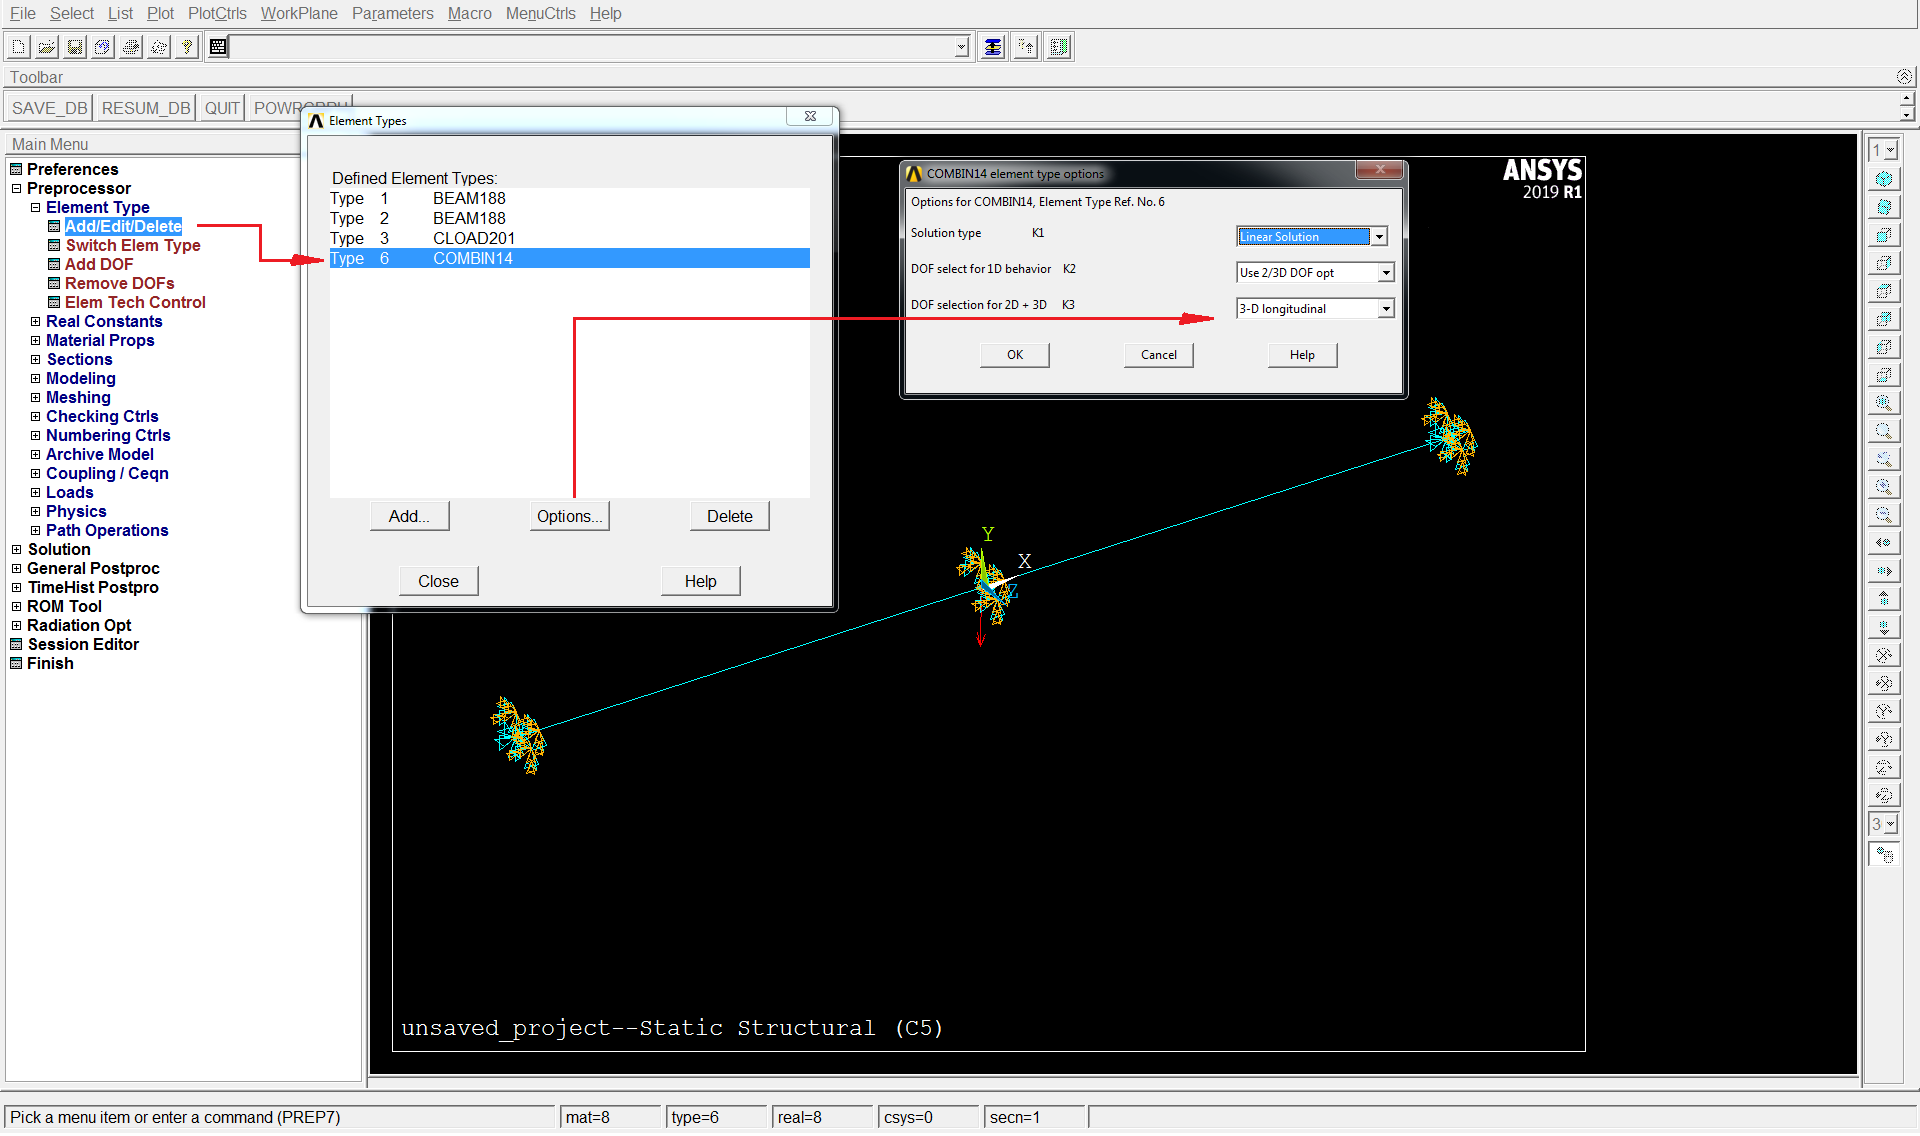 File Select List Plot PlotCtrls WorkPlane Parameters Macro MenuCtrls Help
Toolbar
SAVE_DB RESUM_DB QUIT
Main Menu
Preferences
Preprocessor
Element Type
Add/Edit/Delete
Switch Elem Type
Add DOF
Remove DOFs
Elem Tech Control
Real Constants
Material Props
Sections
Modeling
Meshing
Checking Ctrls
Numbering Ctrls
Archive Model
Coupling / Ceqn
Loads
Physics
Path Operations
Solution
General Postproc
TimeHist Postpro
ROM Tool
Radiation Opt
Session Editor
Finish
Element Types
Defined Element Types:
Type 1 BEAM188
Type 2 BEAM188
Type 3 CLOAD201
Type 6 COMBIN14
Add... Options... Delete
Close Help
COMBIN14 element type options
Options for COMBIN14, Element Type Ref. No. 6
Solution type K1 Linear Solution
DOF select for 1D behavior K2 Use 2/3D DOF opt
DOF selection for 2D + 3D K3 3-D longitudinal
OK Cancel Help
ANSYS
2019 R1
Y
X
Z
unsaved_project--Static Structural (C5)
1
3
Pick a menu item or enter a command (PREP7) mat=8 type=6 real=8 csys=0 secn=1